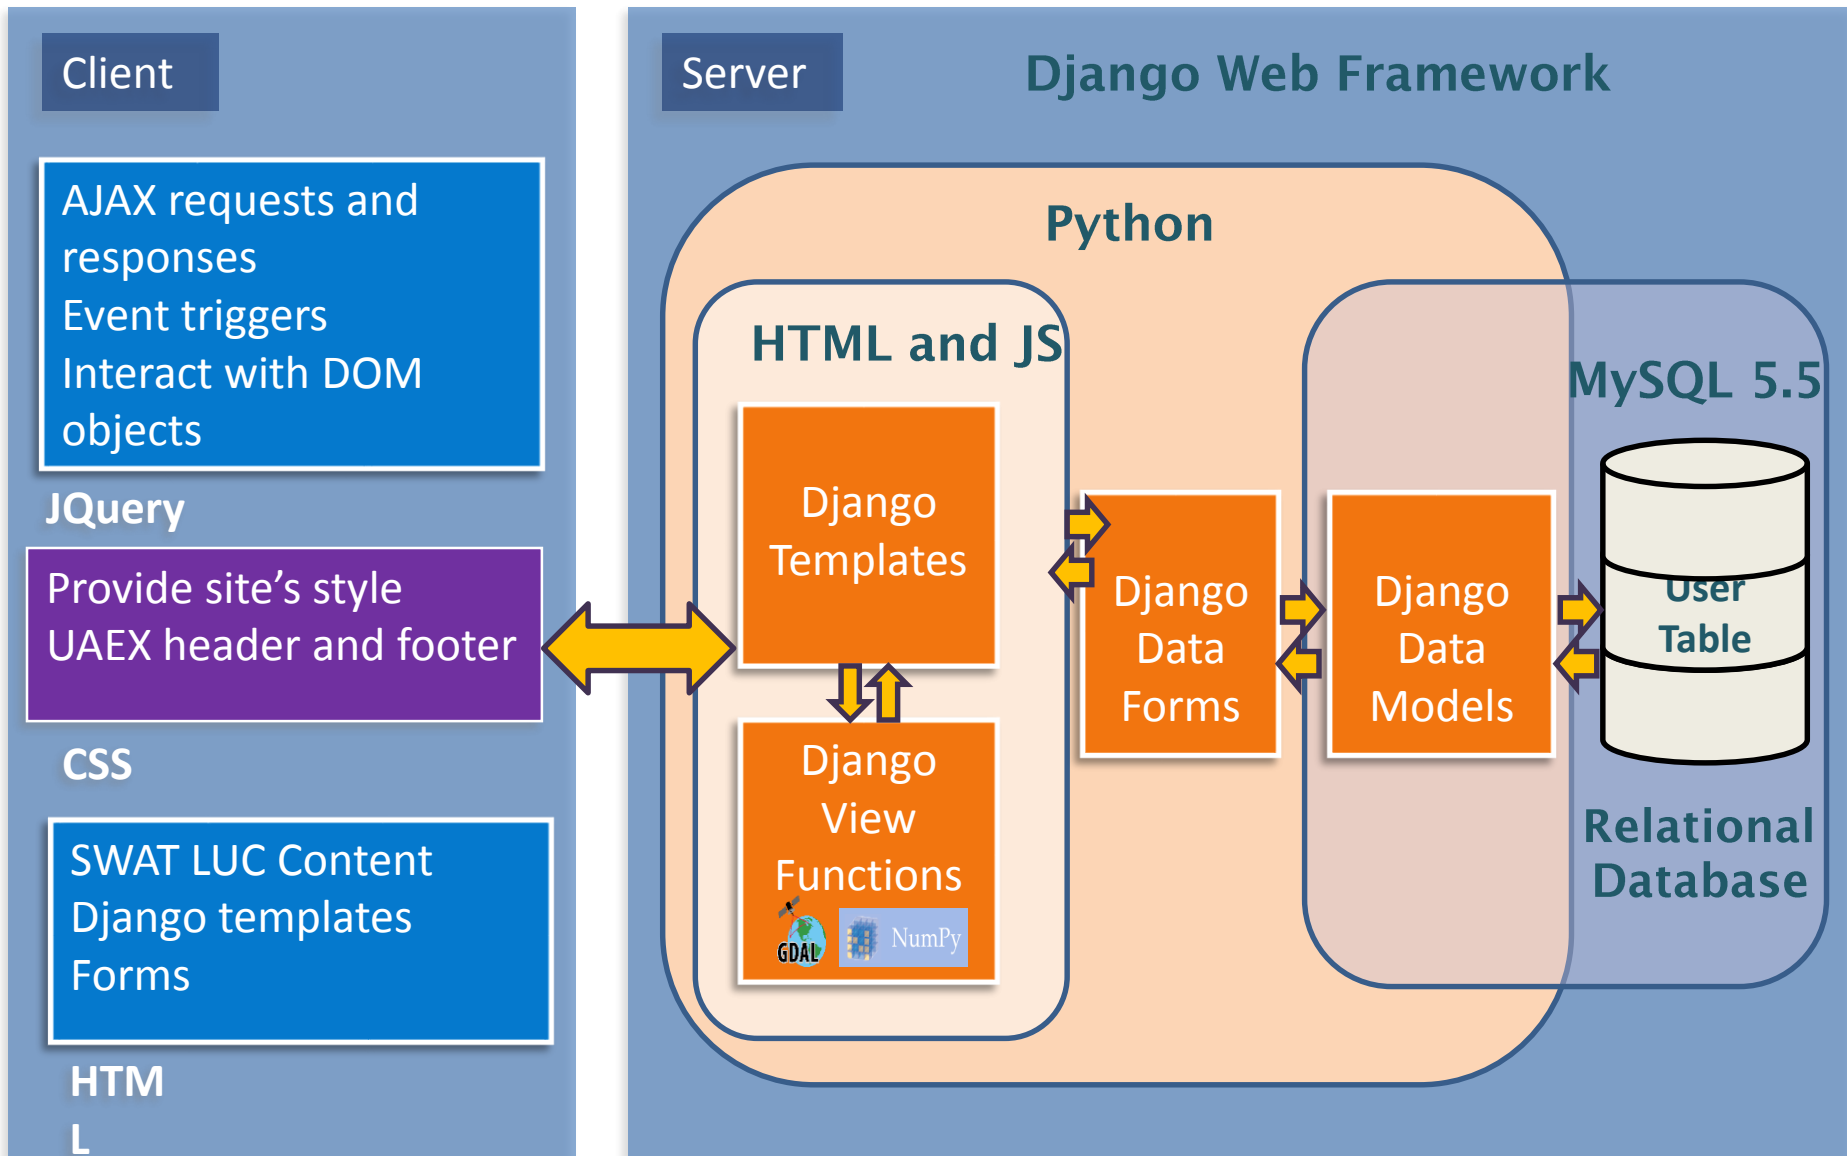 Client
AJAX requests and
responses
Event triggers
Interact with DOM
objects
JQuery
Provide site's style
UAEX header and footer
CSS
SWAT LUC Content
Django templates
Forms
HTM
L
Server
Django Web Framework
Python
HTML and JS
Django
Templates
Django
View
Functions
GDAL
NumPy
Django
Data
Forms
Django
Data
Models
MySQL 5.5
User
Table
Relational
Database